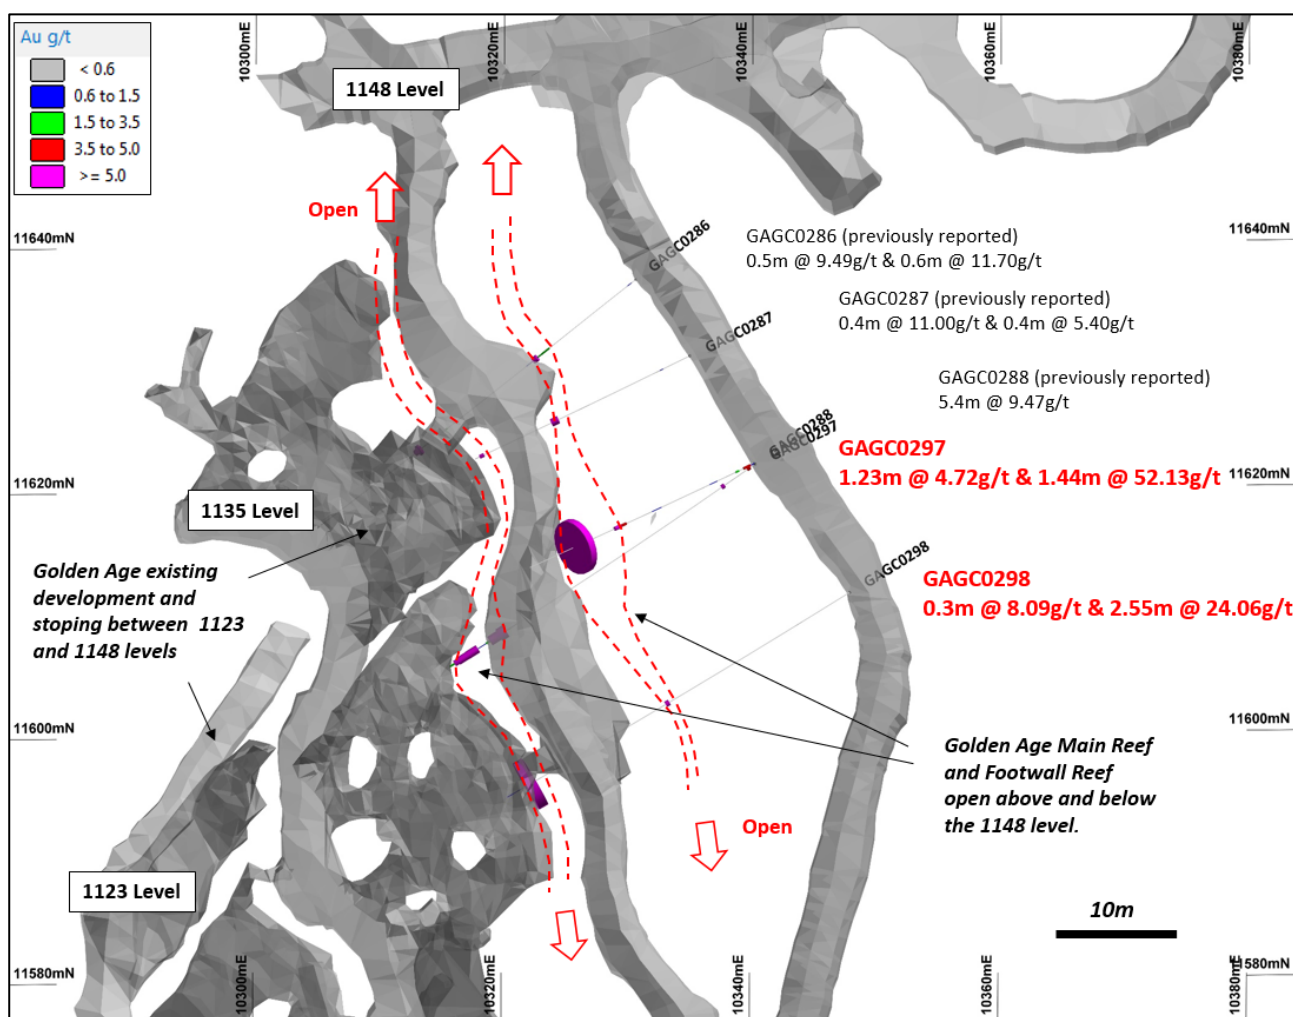 Au g/t
< 0.6
0.6 to 1.5
1.5 to 3.5
3.5 to 5.0
>= 5.0
10300mE
10320mE
10340mE
10360mE
10380mE
1148 Level
Open
11640mN
11640mN
GAGC0286
GAGC0286 (previously reported)
0.5m @ 9.49g/t & 0.6m @ 11.70g/t
GAGC0287
GAGC0287 (previously reported)
0.4m @ 11.00g/t & 0.4m @ 5.40g/t
GAGC0288 (previously reported)
5.4m @ 9.47g/t
GAGC0288
GAGC0297
GAGC0297
1.23m @ 4.72g/t & 1.44m @ 52.13g/t
11620mN
11620mN
1135 Level
GAGC0298
GAGC0298
0.3m @ 8.09g/t & 2.55m @ 24.06g/t
Golden Age existing
development and
stoping between 1123
and 1148 levels
11600mN
11600mN
Golden Age Main Reef
and Footwall Reef
open above and below
the 1148 level.
Open
1123 Level
10m
11580mN
11580mN
10300mE
10320mE
10340mE
10360mE
10380mE